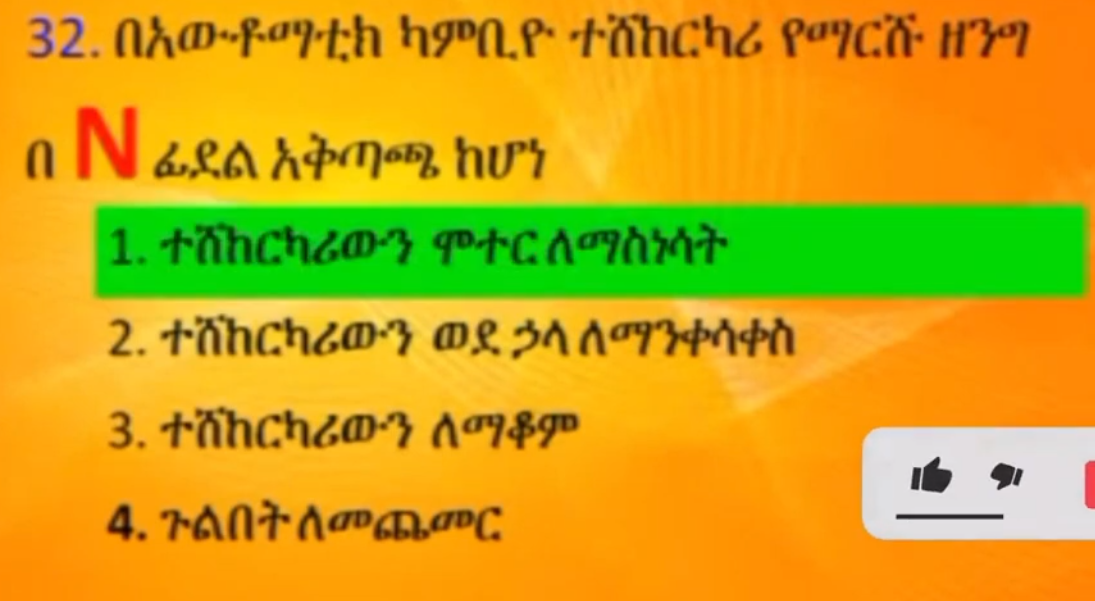 32. በአውቶማቲክ ካምቢዮ ተሽከርካሪ የማርሹ ዘንግ
በ N ፊደል አቅጣጫ ከሆነ
1. ተሽከርካሪውን ሞተር ለማስነሳት
2. ተሽከርካሪውን ወደ ኃላ ለማንቀሳቀስ
3. ተሽከርካሪውን ለማቆም
4. ጉልበት ለመጨመር